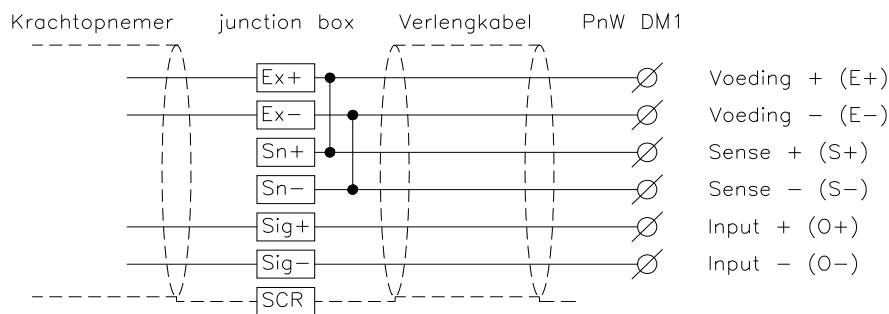 Krachtopnemer junction box Verlengkabel PnW DM1
Ex+ Voeding + (E+)
Ex- Voeding - (E-)
Sn+ Sense + (S+)
Sn- Sense - (S-)
Sig+ Input + (O+)
Sig- Input - (O-)
SCR